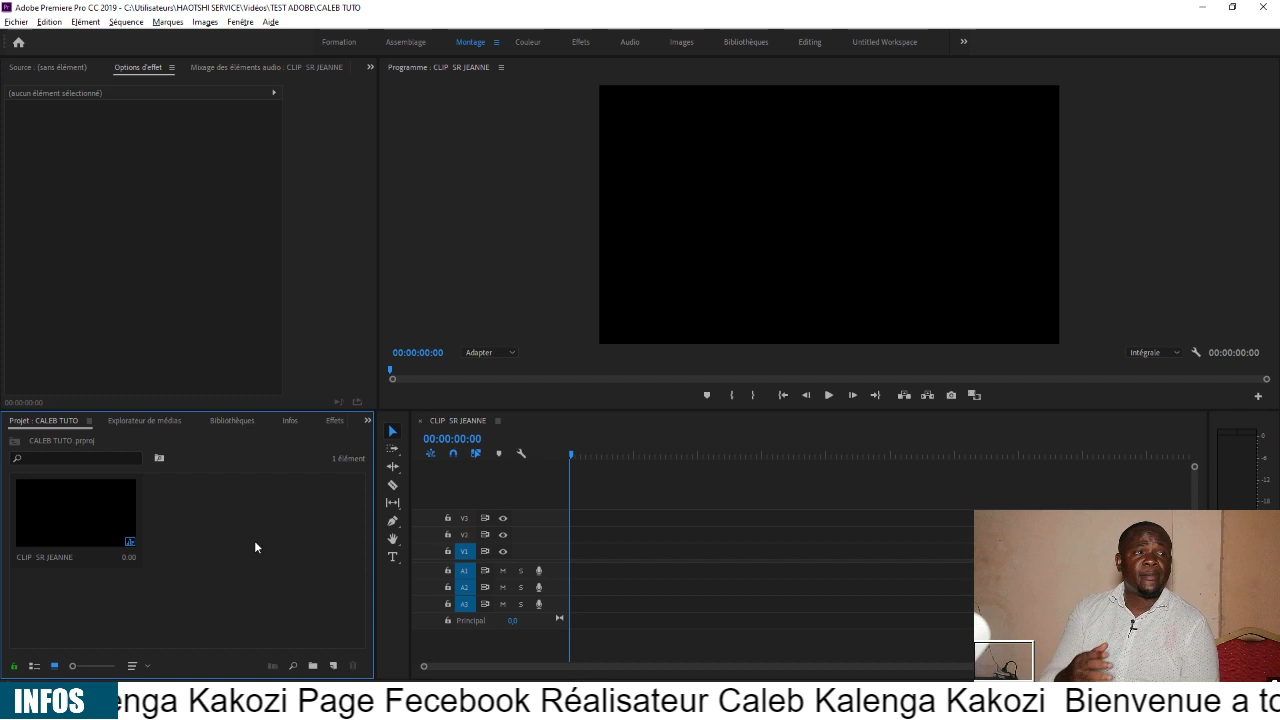 Adobe Premiere Pro CC 2019 - C:\Utilisateurs\HAOTSHI SERVICE\Vidéos\TEST ADOBE\CALEB TUTO
Fichier Edition Elément Séquence Marques Images Fenêtre Aide
Formation Assemblage Montage Couleur Effets Audio Images Bibliothèques Editing Untitled Workspace
Source : (sans élément) Options d'effet Mixage des éléments audio : CLIP SR JEANNE
Programme : CLIP SR JEANNE
(aucun élément sélectionné)
00:00:00:00 Adapter Intégrale 00:00:00:00
00:00:00:00
Projet : CALEB TUTO Explorateur de médias Bibliothèques Infos Effets
CALEB TUTO .prproj
1 élément
CLIP SR JEANNE 0:00
CLIP SR JEANNE
00:00:00:00
V3
V2
V1
A1 M S
A2 M S
A3 M S
Principal 0,0
0
-6
-12
-18
INFOS enga Kakozi Page Fecebook Réalisateur Caleb Kalenga Kakozi Bienvenue a to